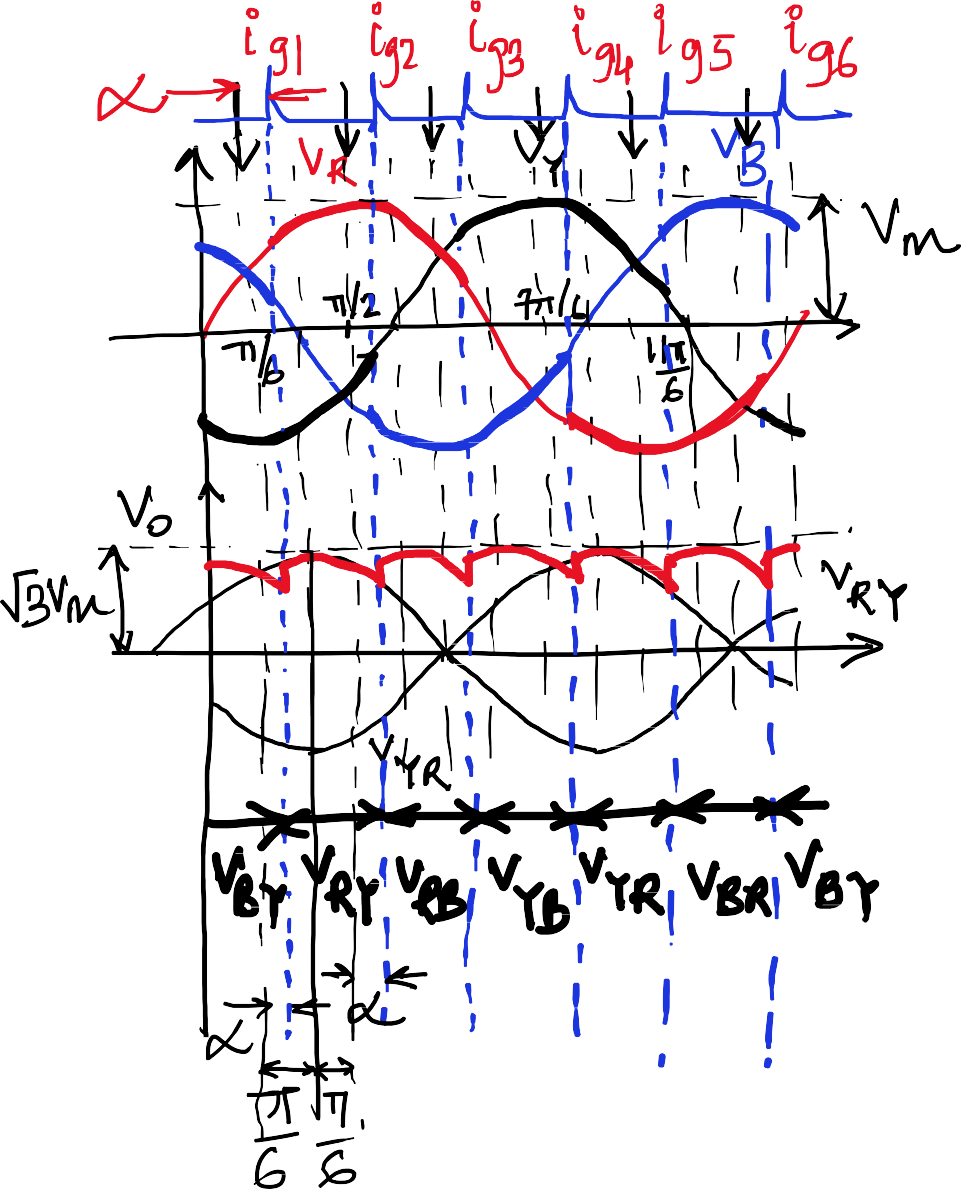 ig1 ig2 ig3 ig4 ig5 ig6
α
VR VY VB
Vm
π/6 π/2 7π/6 11π/6
Vo
√3Vm
VRY
VYR
VBY VRY VRB VYB VYR VBR VBY
α α
π/6 π/6